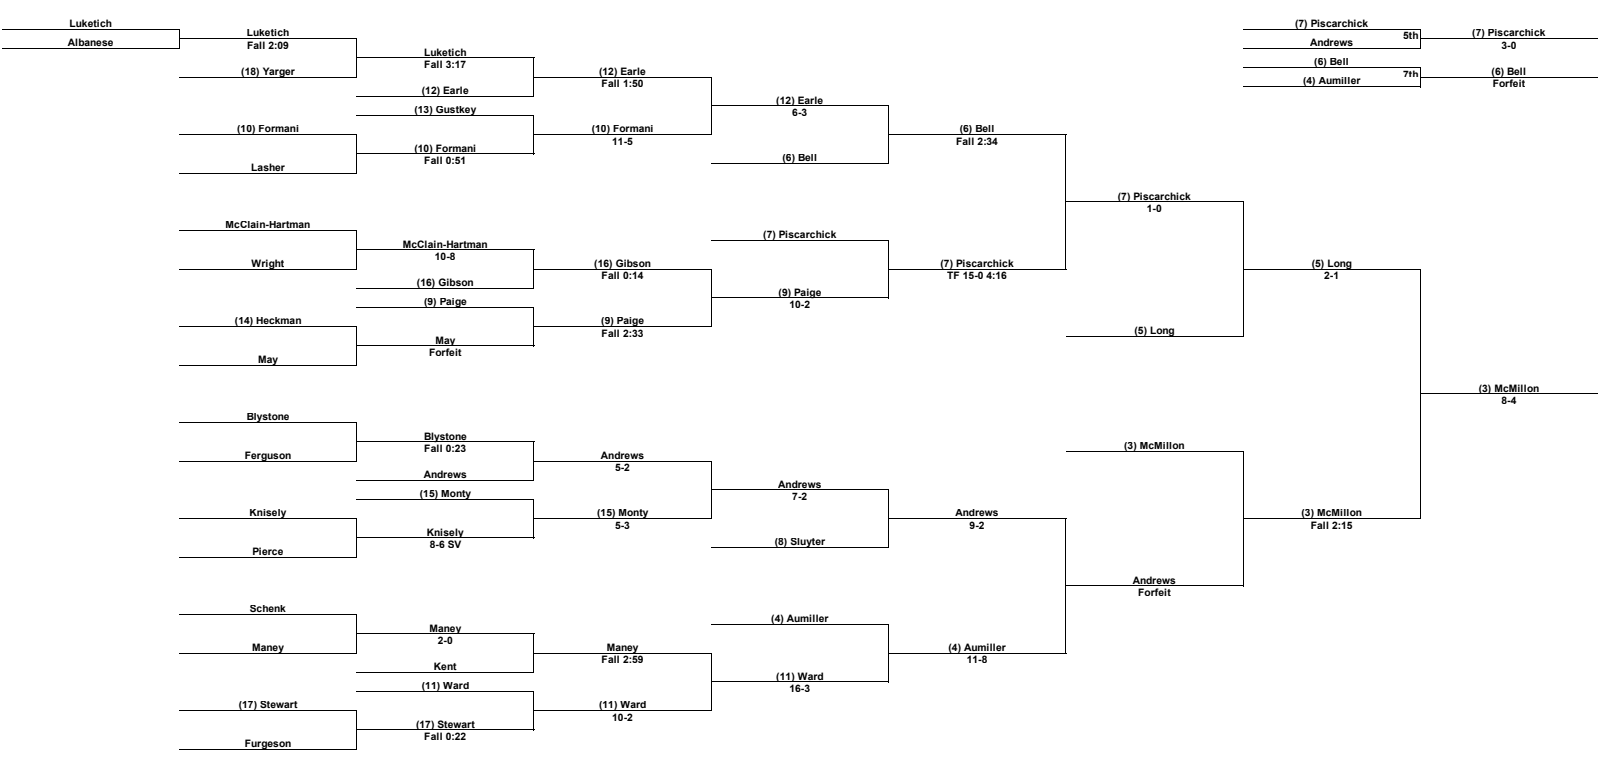 Luketich
Albanese
Luketich
Fall 2:09
(18) Yarger
(10) Formani
Lasher
McClain-Hartman
Wright
(14) Heckman
May
Blystone
Ferguson
Knisely
Pierce
Schenk
Maney
(17) Stewart
Furgeson
Luketich
Fall 3:17
(12) Earle
(13) Gustkey
(10) Formani
Fall 0:51
McClain-Hartman
10-8
(16) Gibson
(9) Paige
May
Forfeit
Blystone
Fall 0:23
Andrews
(15) Monty
Knisely
8-6 SV
Maney
2-0
Kent
(11) Ward
(17) Stewart
Fall 0:22
(12) Earle
Fall 1:50
(10) Formani
11-5
(16) Gibson
Fall 0:14
(9) Paige
Fall 2:33
Andrews
5-2
(15) Monty
5-3
Maney
Fall 2:59
(11) Ward
10-2
(12) Earle
6-3
(6) Bell
(7) Piscarchick
(9) Paige
10-2
Andrews
7-2
(8) Sluyter
(4) Aumiller
(11) Ward
16-3
(6) Bell
Fall 2:34
(7) Piscarchick
TF 15-0 4:16
Andrews
9-2
(4) Aumiller
11-8
(7) Piscarchick
1-0
(5) Long
(3) McMillon
Andrews
Forfeit
(5) Long
2-1
(3) McMillon
Fall 2:15
(3) McMillon
8-4
(7) Piscarchick
5th
Andrews
(7) Piscarchick
3-0
(6) Bell
7th
(4) Aumiller
(6) Bell
Forfeit